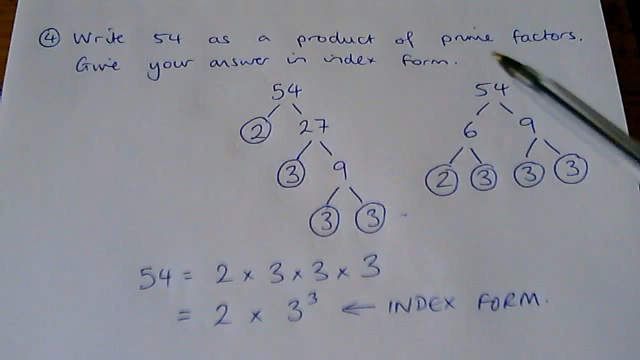 ④ Write 54 as a product of prime factors.
Give your answer in index form.
54 54
2 27 6 9
3 9 2 3 3 3
3 3
54 = 2 × 3 × 3 × 3
= 2 × 3³ ← INDEX FORM.